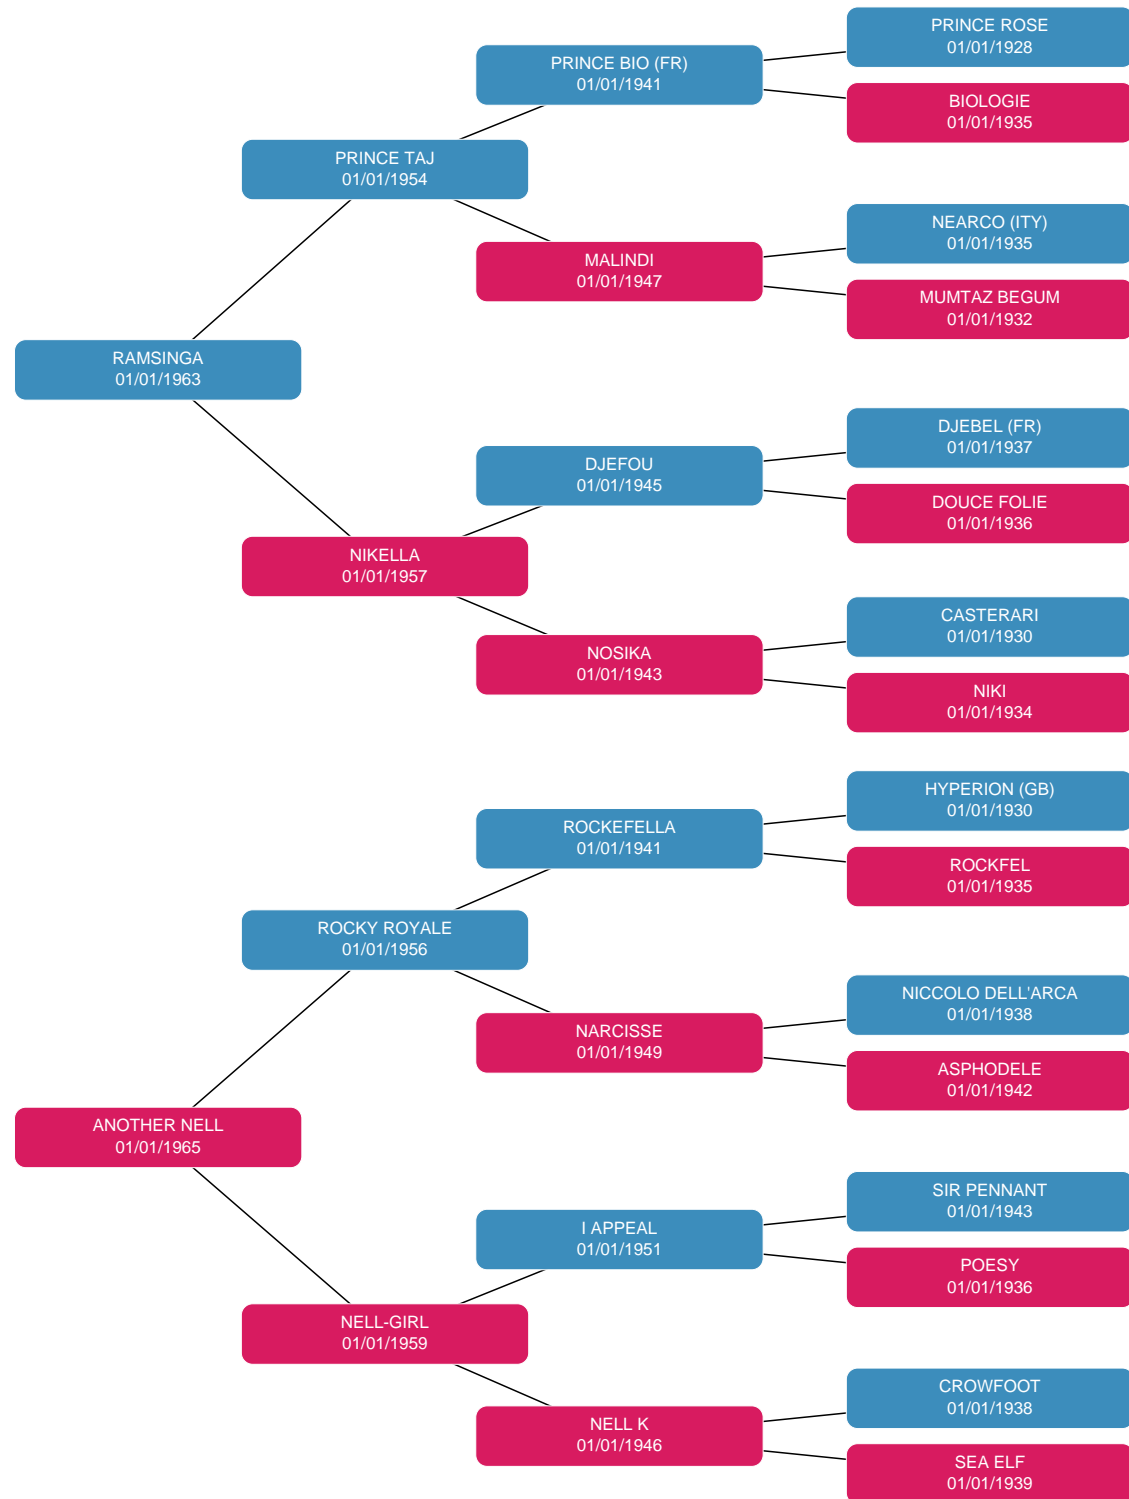 PRINCE ROSE
01/01/1928
PRINCE BIO (FR)
01/01/1941
BIOLOGIE
01/01/1935
PRINCE TAJ
01/01/1954
NEARCO (ITY)
01/01/1935
MALINDI
01/01/1947
MUMTAZ BEGUM
01/01/1932
RAMSINGA
01/01/1963
DJEBEL (FR)
01/01/1937
DJEFOU
01/01/1945
DOUCE FOLIE
01/01/1936
NIKELLA
01/01/1957
CASTERARI
01/01/1930
NOSIKA
01/01/1943
NIKI
01/01/1934
HYPERION (GB)
01/01/1930
ROCKEFELLA
01/01/1941
ROCKFEL
01/01/1935
ROCKY ROYALE
01/01/1956
NICCOLO DELL'ARCA
01/01/1938
NARCISSE
01/01/1949
ASPHODELE
01/01/1942
ANOTHER NELL
01/01/1965
SIR PENNANT
01/01/1943
I APPEAL
01/01/1951
POESY
01/01/1936
NELL-GIRL
01/01/1959
CROWFOOT
01/01/1938
NELL K
01/01/1946
SEA ELF
01/01/1939